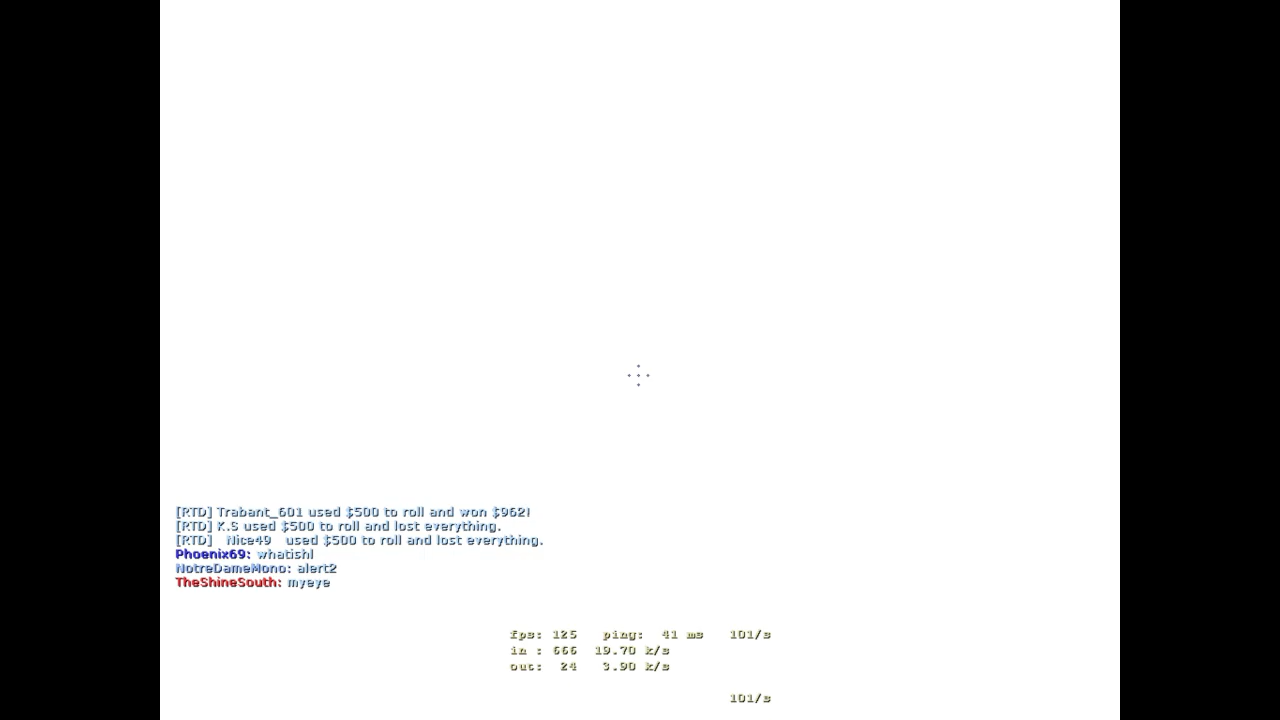 [RTD] Trabant_601 used $500 to roll and won $962!
[RTD] K.S used $500 to roll and lost everything.
[RTD] Nice49 used $500 to roll and lost everything.
Phoenix69: whatish!
NotreDameMono: alert2
TheShineSouth: myeye
fps: 125 ping: 41 ms 101/s
in : 666 19.70 k/s
out: 24 3.90 k/s
101/s